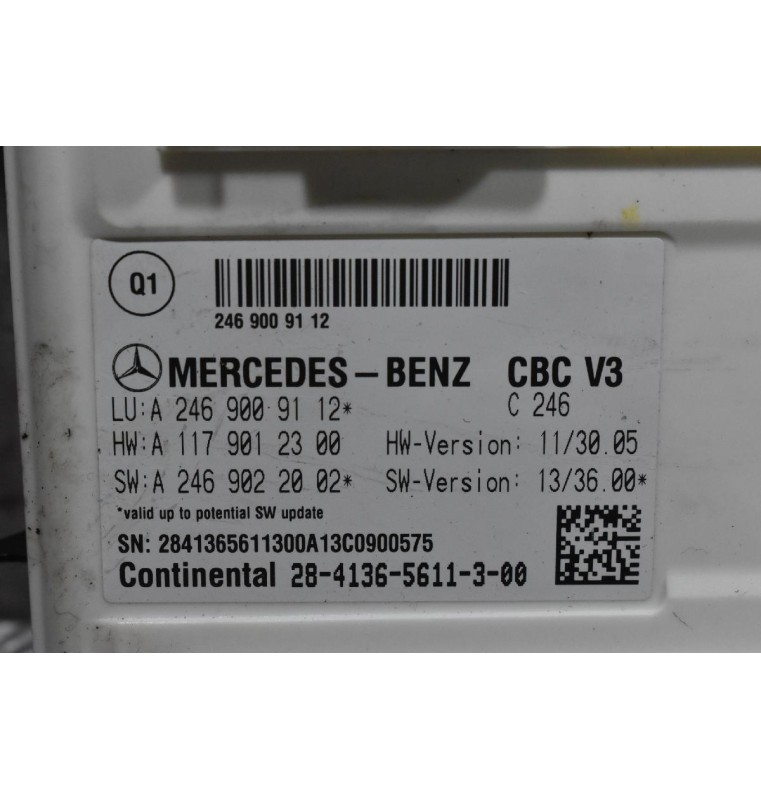 Q1
246 900 91 12
MERCEDES-BENZ CBC V3
LU:A 246 900 91 12* C 246
HW:A 117 901 23 00 HW-Version: 11/30.05
SW:A 246 902 20 02* SW-Version: 13/36.00*
*valid up to potential SW update
SN: 2841365611300A13C0900575
Continental 28-4136-5611-3-00